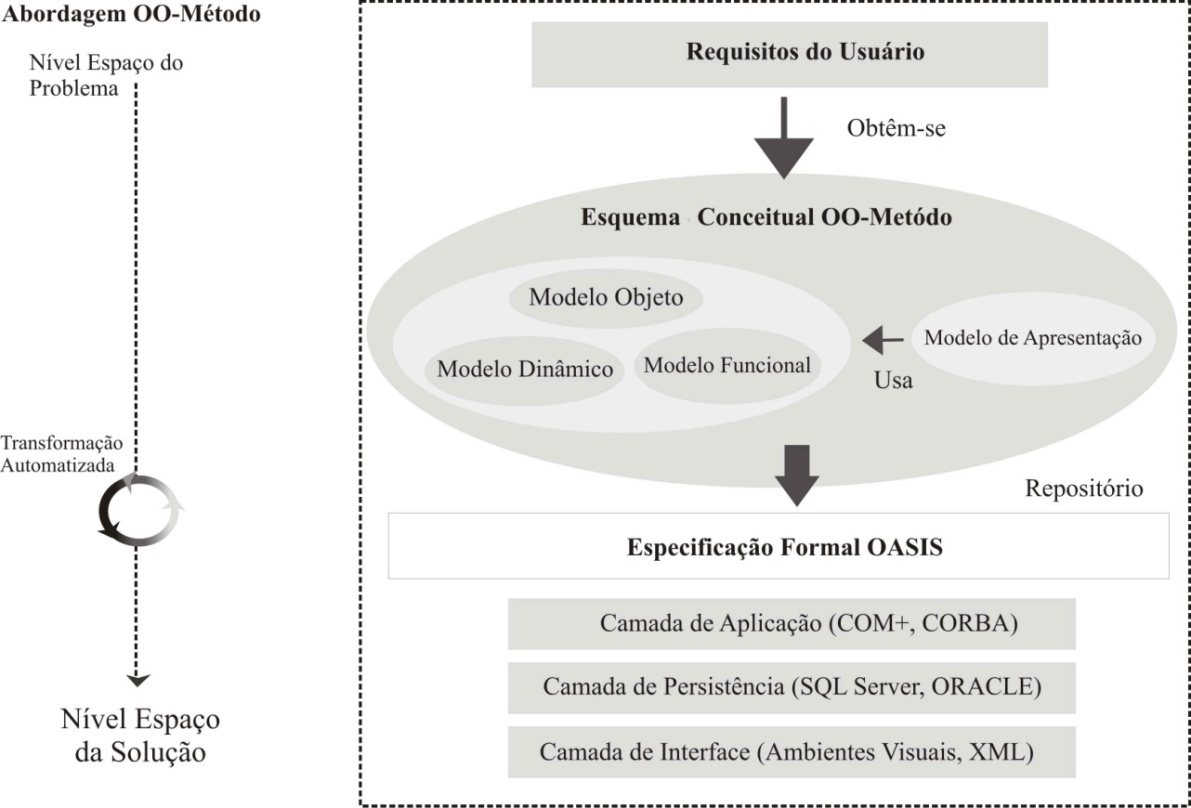 Abordagem OO-Método
Nível Espaço do
Problema
Transformação
Automatizada
Nível Espaço
da Solução
Requisitos do Usuário
Obtêm-se
Esquema Conceitual OO-Metódo
Modelo Objeto
Modelo Dinâmico
Modelo Funcional
Usa
Modelo de Apresentação
Repositório
Especificação Formal OASIS
Camada de Aplicação (COM+, CORBA)
Camada de Persistência (SQL Server, ORACLE)
Camada de Interface (Ambientes Visuais, XML)